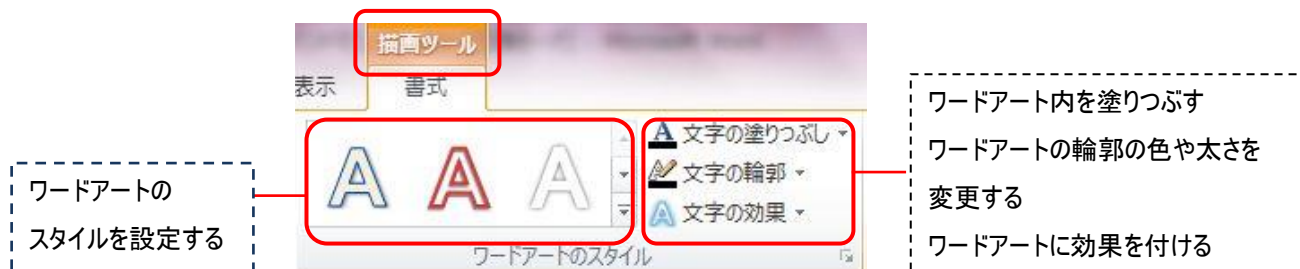 描画ツール
表示
書式
文字の塗りつぶし
文字の輪郭
文字の効果
ワードアートのスタイル
ワードアートの
スタイルを設定する
ワードアート内を塗りつぶす
ワードアートの輪郭の色や太さを
変更する
ワードアートに効果を付ける